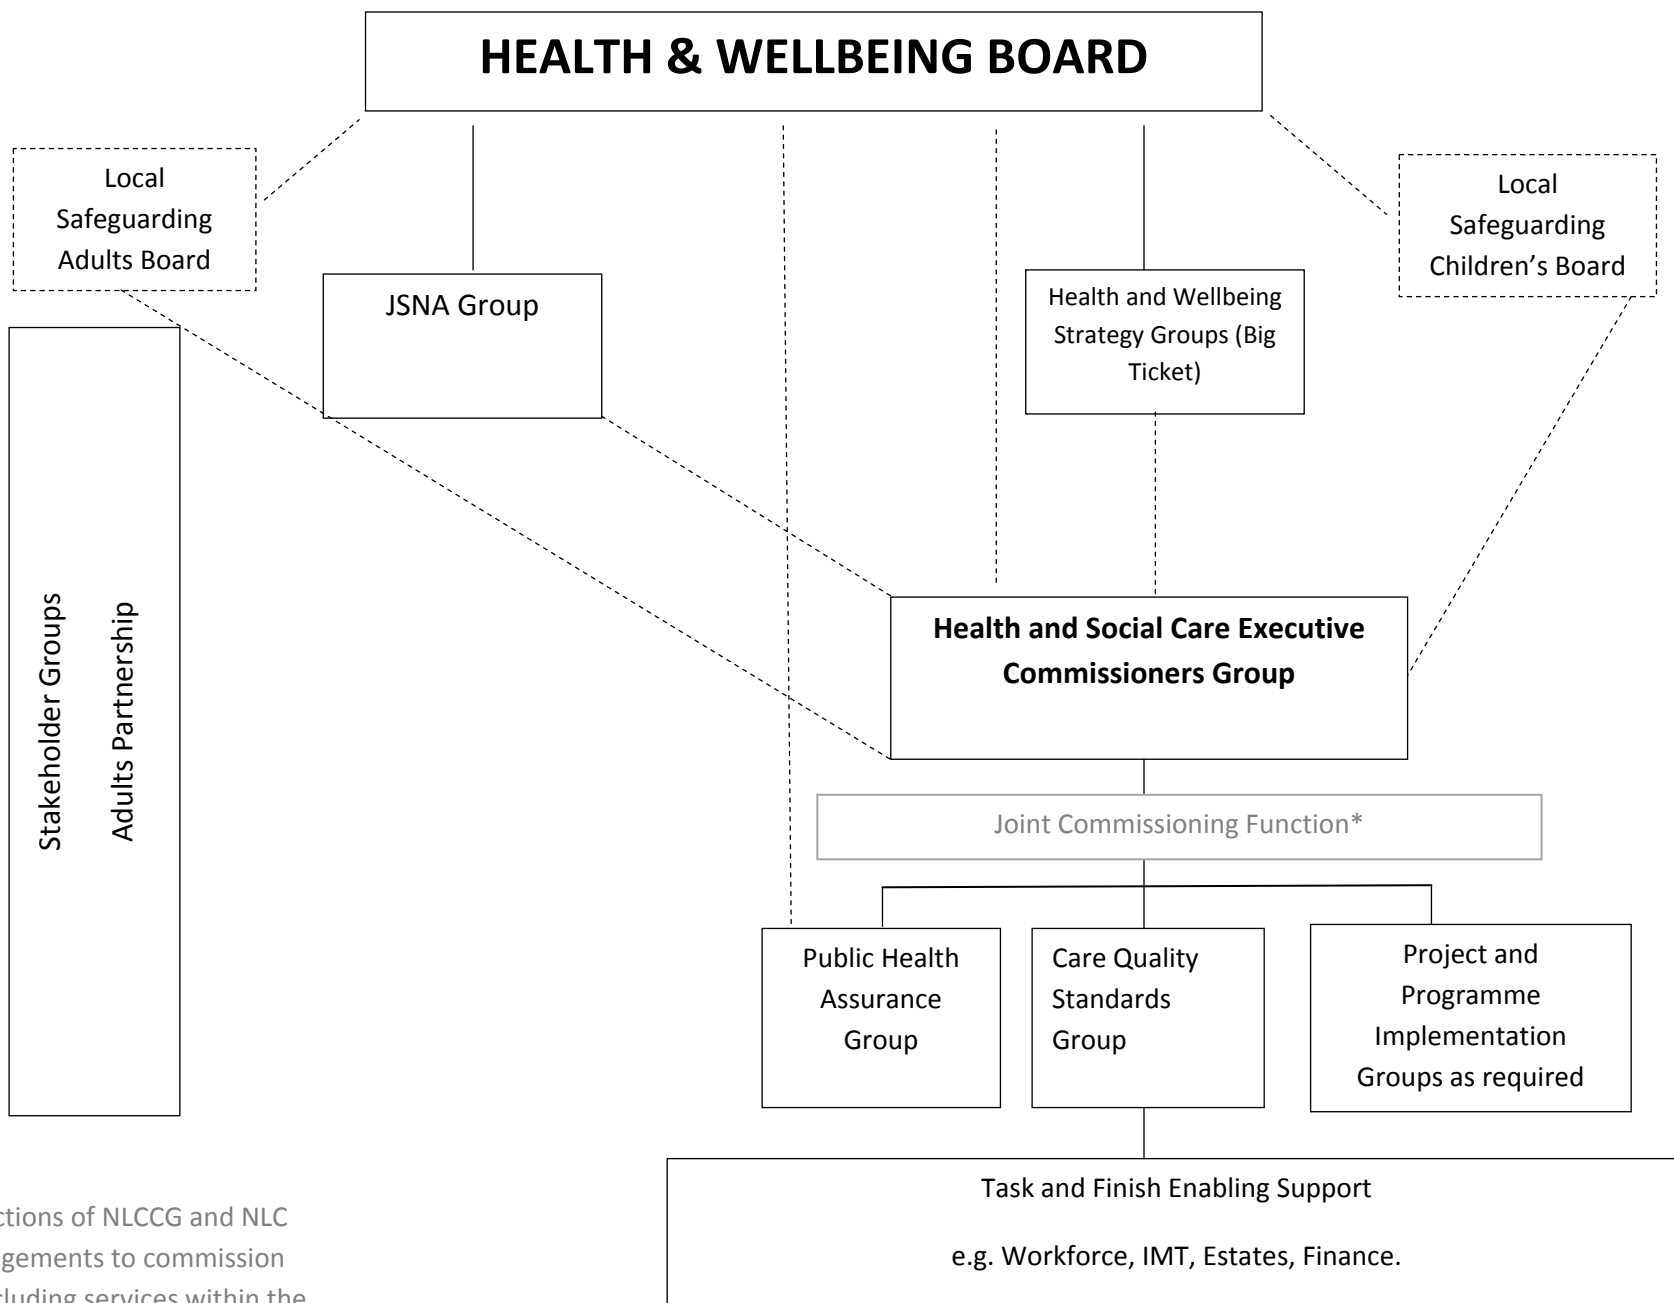 HEALTH & WELLBEING BOARD
Local
Safeguarding
Adults Board
Local
Safeguarding
Children’s Board
JSNA Group
Health and Wellbeing
Strategy Groups (Big
Ticket)
Stakeholder Groups
Adults Partnership
Health and Social Care Executive
Commissioners Group
Joint Commissioning Function*
Public Health
Assurance
Group
Care Quality
Standards
Group
Project and
Programme
Implementation
Groups as required
Task and Finish Enabling Support
e.g. Workforce, IMT, Estates, Finance.
of NLCCG and NLC
to commission
services within the